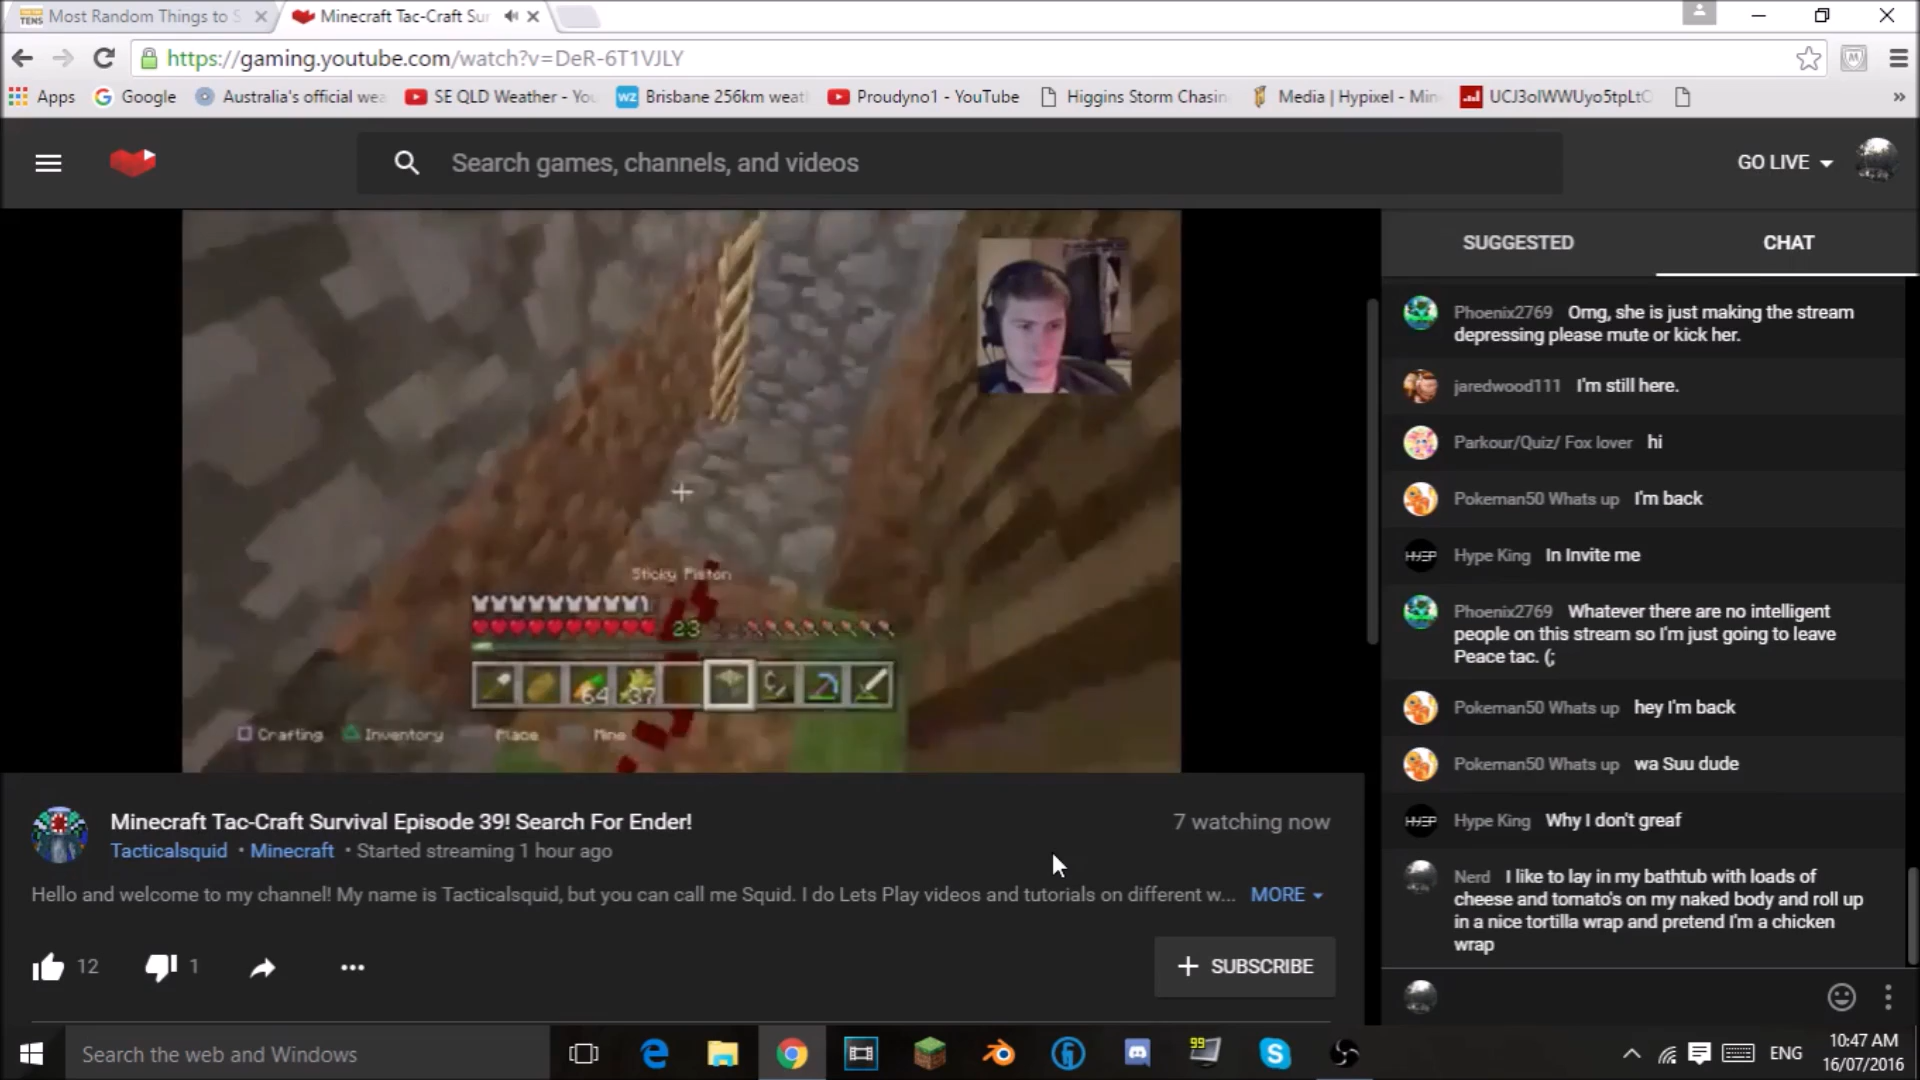 TENS Most Random Things to S
Minecraft Tac-Craft Sur
https://gaming.youtube.com/watch?v=DeR-6T1VJLY
Apps Google Australia's official wea SE QLD Weather - You WZ Brisbane 256km weat Proudyno1 - YouTube Higgins Storm Chasin Media | Hypixel - Min »
Search games, channels, and videos
GO LIVE
SUGGESTED CHAT
Phoenix2769 Omg, she is just making the stream
depressing please mute or kick her.
jaredwood111 I'm still here.
Parkour/Quiz/ Fox lover hi
Pokeman50 Whats up I'm back
Hype King In Invite me
Phoenix2769 Whatever there are no intelligent
people on this stream so I'm just going to leave
Peace tac. (;
Pokeman50 Whats up hey I'm back
Pokeman50 Whats up wa Suu dude
Hype King Why I don't greaf
Nerd I like to lay in my bathtub with loads of
cheese and tomato's on my naked body and roll up
in a nice tortilla wrap and pretend I'm a chicken
wrap
Sticky Piston
23
64 37
Crafting Inventory Place Mine
Minecraft Tac-Craft Survival Episode 39! Search For Ender!
7 watching now
Tacticalsquid • Minecraft • Started streaming 1 hour ago
Hello and welcome to my channel! My name is Tacticalsquid, but you can call me Squid. I do Lets Play videos and tutorials on different w... MORE
12 1
+ SUBSCRIBE
Search the web and Windows
99
ENG
10:47 AM
16/07/2016